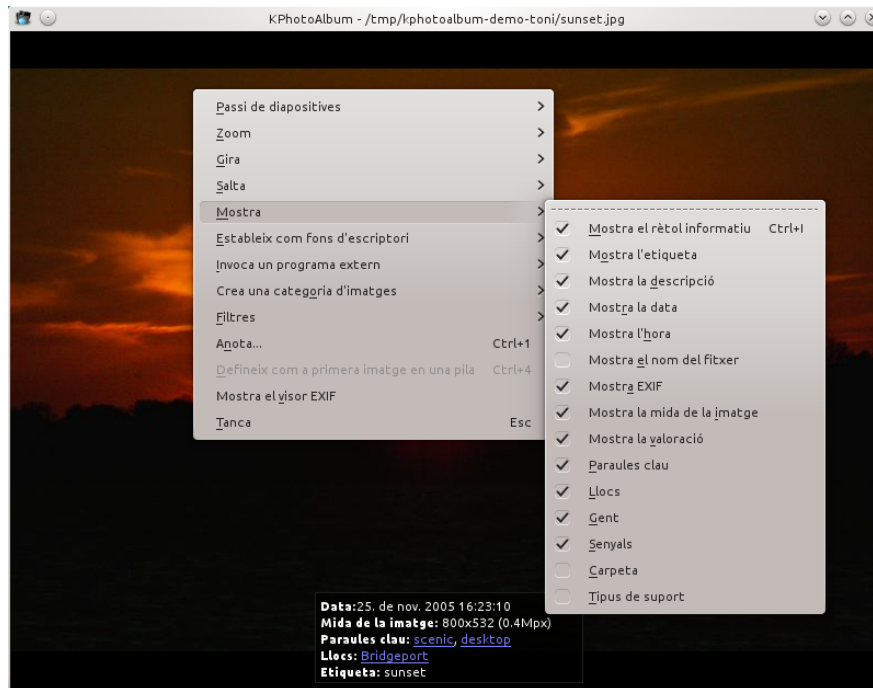 KPhotoAlbum - /tmp/kphotoalbum-demo-toni/sunset.jpg
Passi de diapositives
Zoom
Gira
Salta
Mostra
Estableix com fons d'escriptori
Invoca un programa extern
Crea una categoria d'imatges
Filtres
Anota... Ctrl+1
Defineix com a primera imatge en una pila Ctrl+4
Mostra el visor EXIF
Tanca Esc
Mostra el rètol informatiu Ctrl+I
Mostra l'etiqueta
Mostra la descripció
Mostra la data
Mostra l'hora
Mostra el nom del fitxer
Mostra EXIF
Mostra la mida de la imatge
Mostra la valoració
Paraules clau
Llocs
Gent
Senyals
Carpeta
Tipus de suport
Data:25. de nov. 2005 16:23:10
Mida de la imatge: 800x532 (0.4Mpx)
Paraules clau: scenic, desktop
Llocs: Bridgeport
Etiqueta: sunset